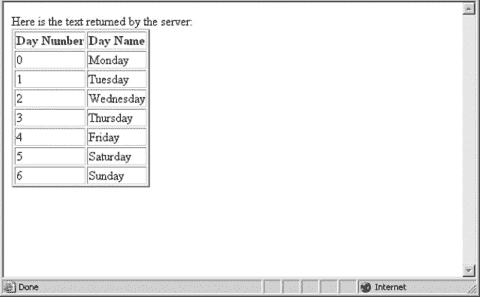 Here is the text returned by the server:
Day Number Day Name
0 Monday
1 Tuesday
2 Wednesday
3 Thursday
4 Friday
5 Saturday
6 Sunday
Done Internet